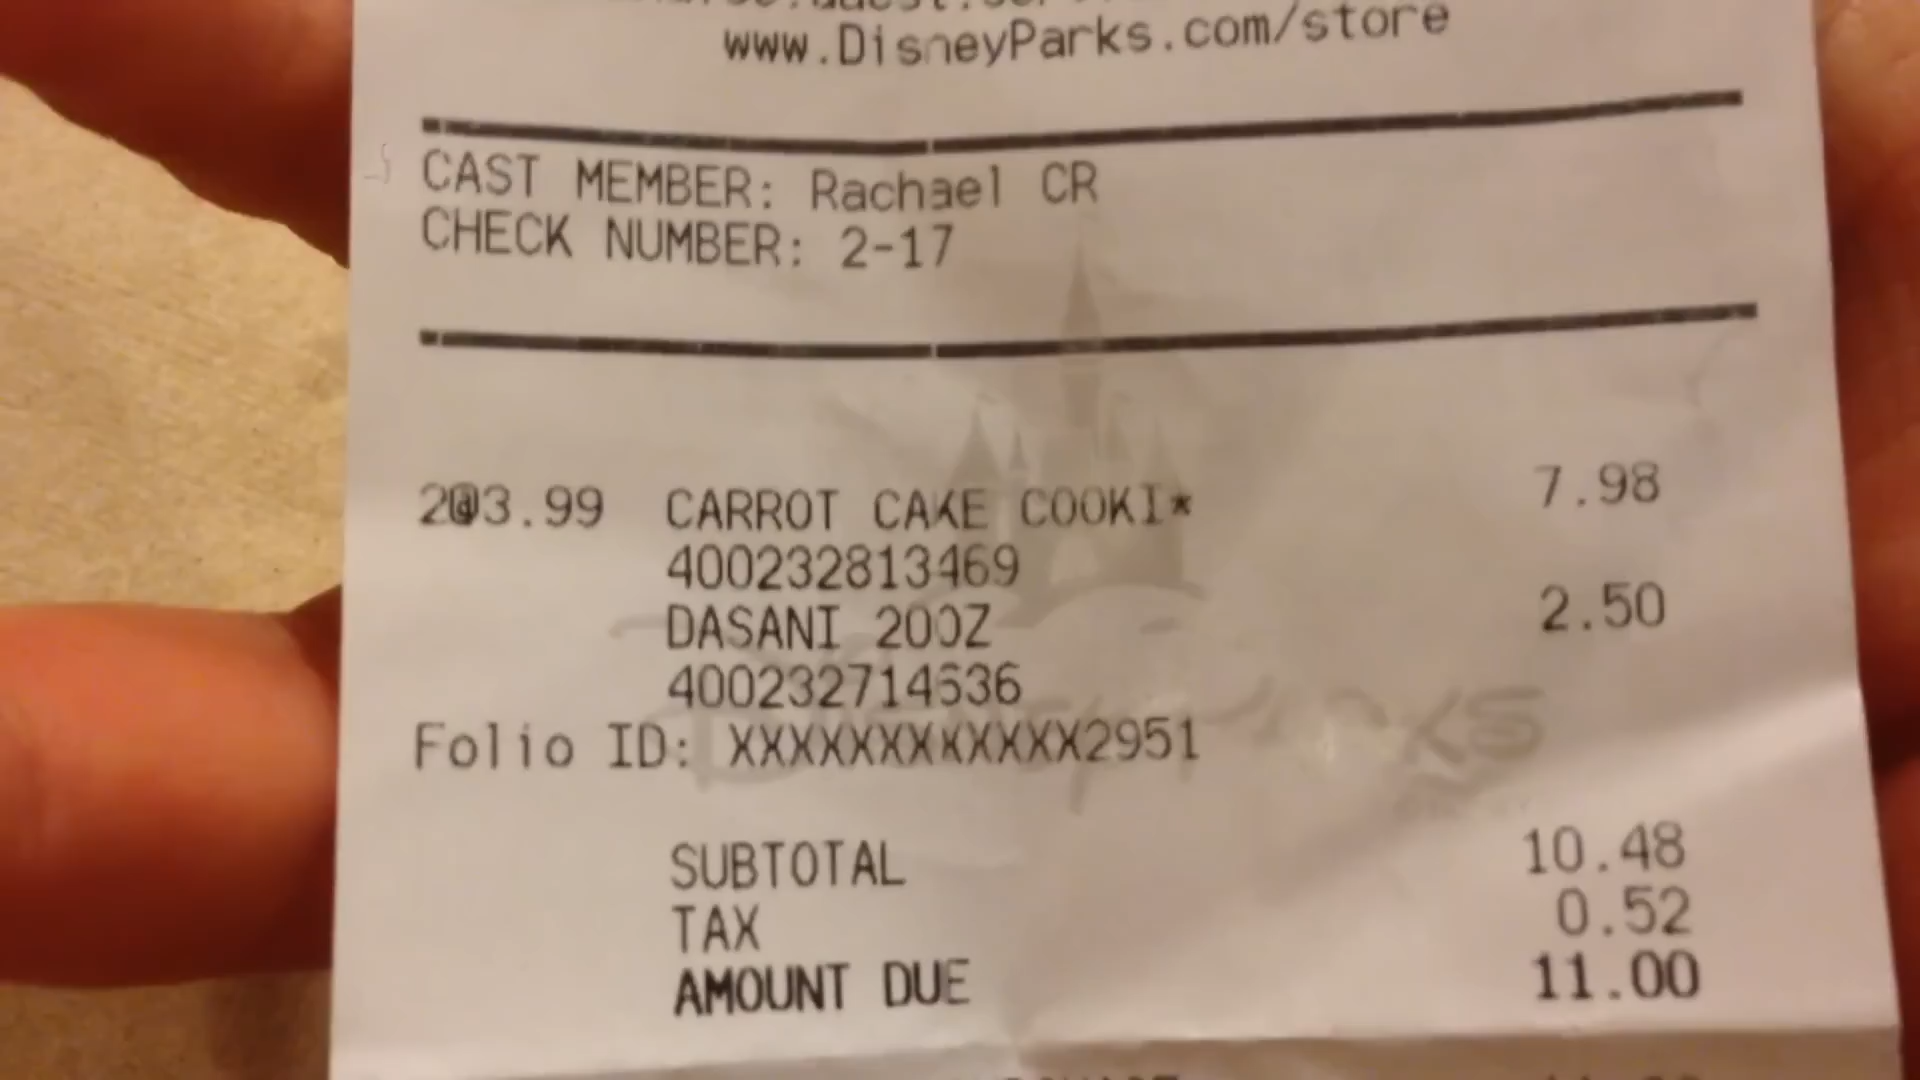 www.DisneyParks.com/store
CAST MEMBER: Rachael CR
CHECK NUMBER: 2-17
2@3.99 CARROT CAKE COOKI* 7.98
400232813469
DASANI 20OZ 2.50
400232714636
Folio ID: XXXXXXXXXXXX2951
SUBTOTAL 10.48
TAX 0.52
AMOUNT DUE 11.00